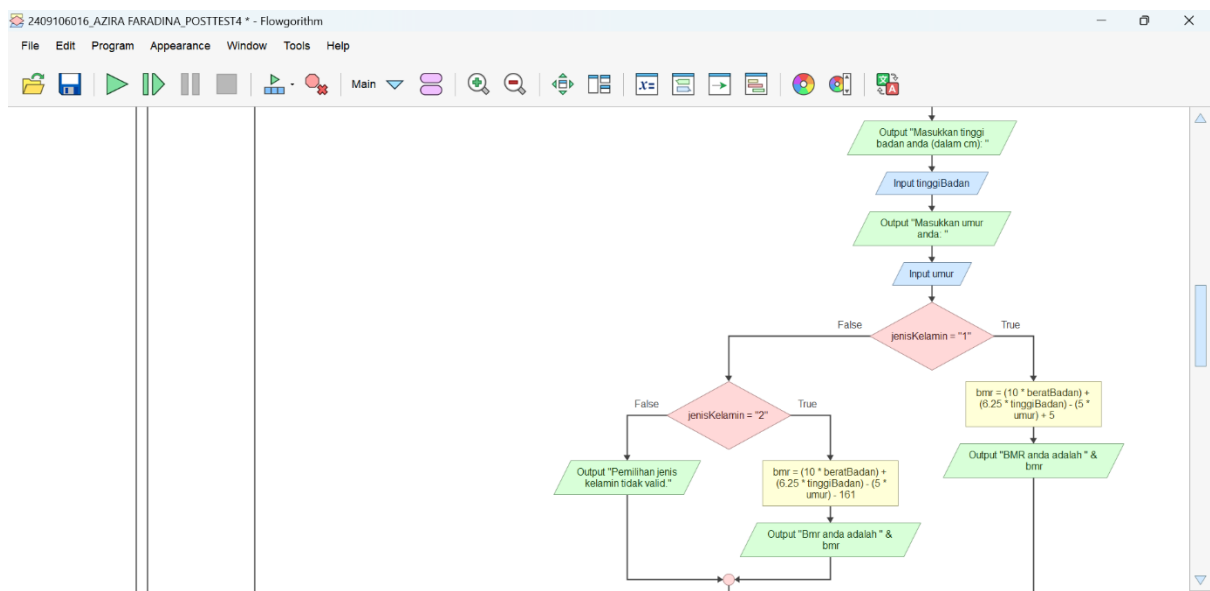 2409106016_AZIRA FARADINA_POSTTEST4 * - Flowgorithm
File Edit Program Appearance Window Tools Help
Main
x=
Output "Masukkan tinggi
badan anda (dalam cm): "
Input tinggiBadan
Output "Masukkan umur
anda: "
Input umur
False
True
jenisKelamin = "1"
bmr = (10 * beratBadan) +
(6.25 * tinggiBadan) - (5 *
umur) + 5
Output "BMR anda adalah " &
bmr
False
True
jenisKelamin = "2"
Output "Pemilihan jenis
kelamin tidak valid."
bmr = (10 * beratBadan) +
(6.25 * tinggiBadan) - (5 *
umur) - 161
Output "Bmr anda adalah " &
bmr